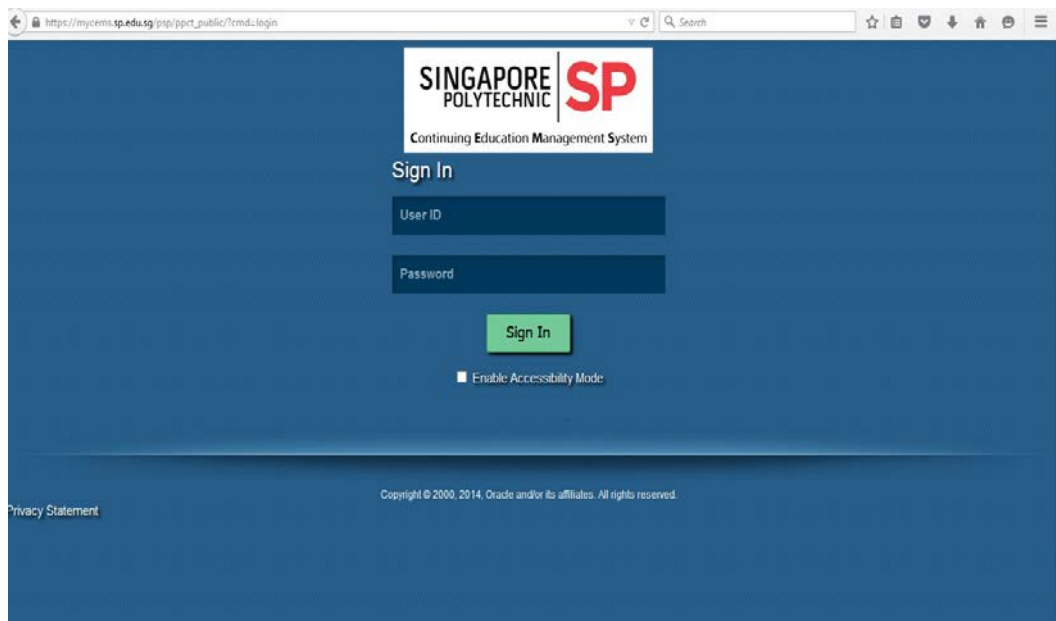 https://mycems.sp.edu.sg/psp/ppct_public/?cmd=login
Search
SINGAPORE
POLYTECHNIC
SP
Continuing Education Management System
Sign In
User ID
Password
Sign In
Enable Accessibility Mode
Copyright © 2000, 2014, Oracle and/or its affiliates. All rights reserved.
Privacy Statement